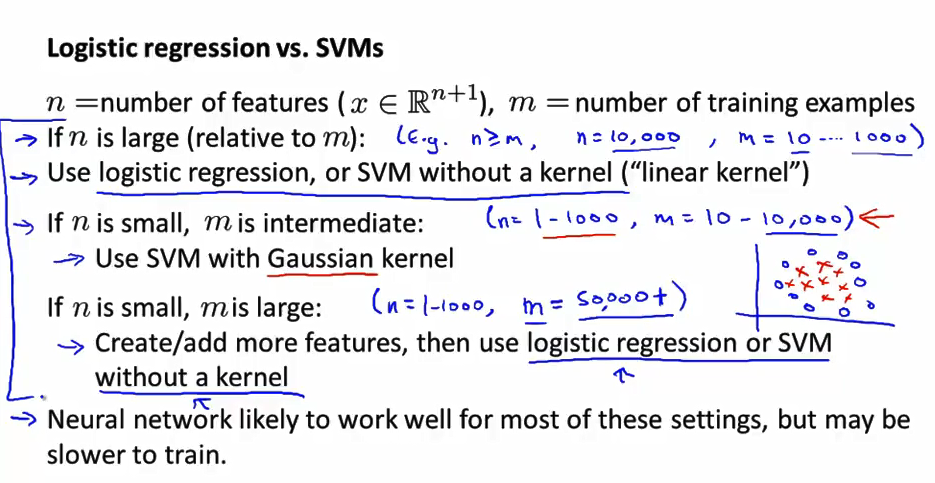 Logistic regression vs. SVMs
n =number of features (x ∈ ℝⁿ⁺¹), m = number of training examples
→ If n is large (relative to m): (E.g. n ≥ m, n = 10,000, m = 10 .... 1000)
→ Use logistic regression, or SVM without a kernel ("linear kernel")
→ If n is small, m is intermediate: (n = 1 - 1000, m = 10 - 10,000) ←
→ Use SVM with Gaussian kernel
If n is small, m is large: (n = 1 - 1000, m = 50,000+)
→ Create/add more features, then use logistic regression or SVM
without a kernel
→ Neural network likely to work well for most of these settings, but may be
slower to train.